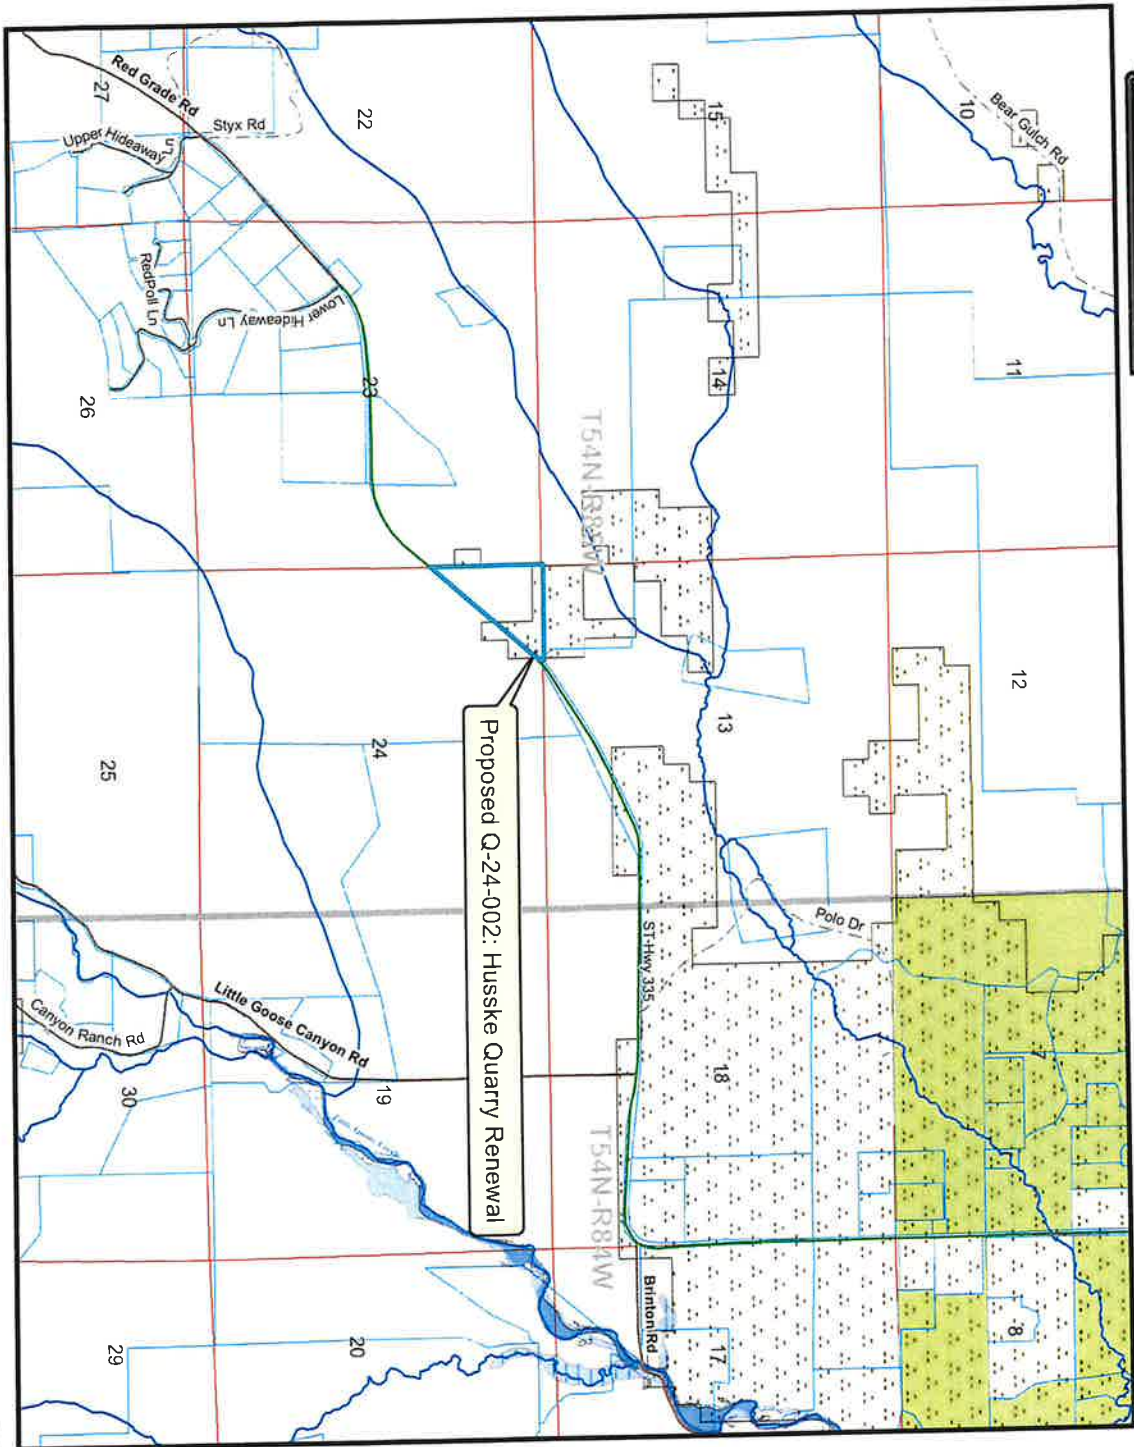 Red Grade Rd
27
Styx Rd
Upper Hideaway Ln
22
15
10
Bear Gulch Rd
RedPoll Ln
Lower Hideaway Ln
26
23
14
11
T54N-R85W
12
13
24
25
Proposed Q-24-002: Husske Quarry Renewal
Polo Dr
ST Hwy 335
Little Goose Canyon Rd
Canyon Ranch Rd
30
19
18
7
T54N-R84W
Brinton Rd
29
20
17
8